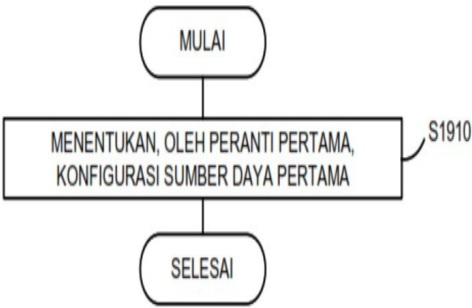 MULAI
MENENTUKAN, OLEH PERANTI PERTAMA,
KONFIGURASI SUMBER DAYA PERTAMA
S1910
SELESAI